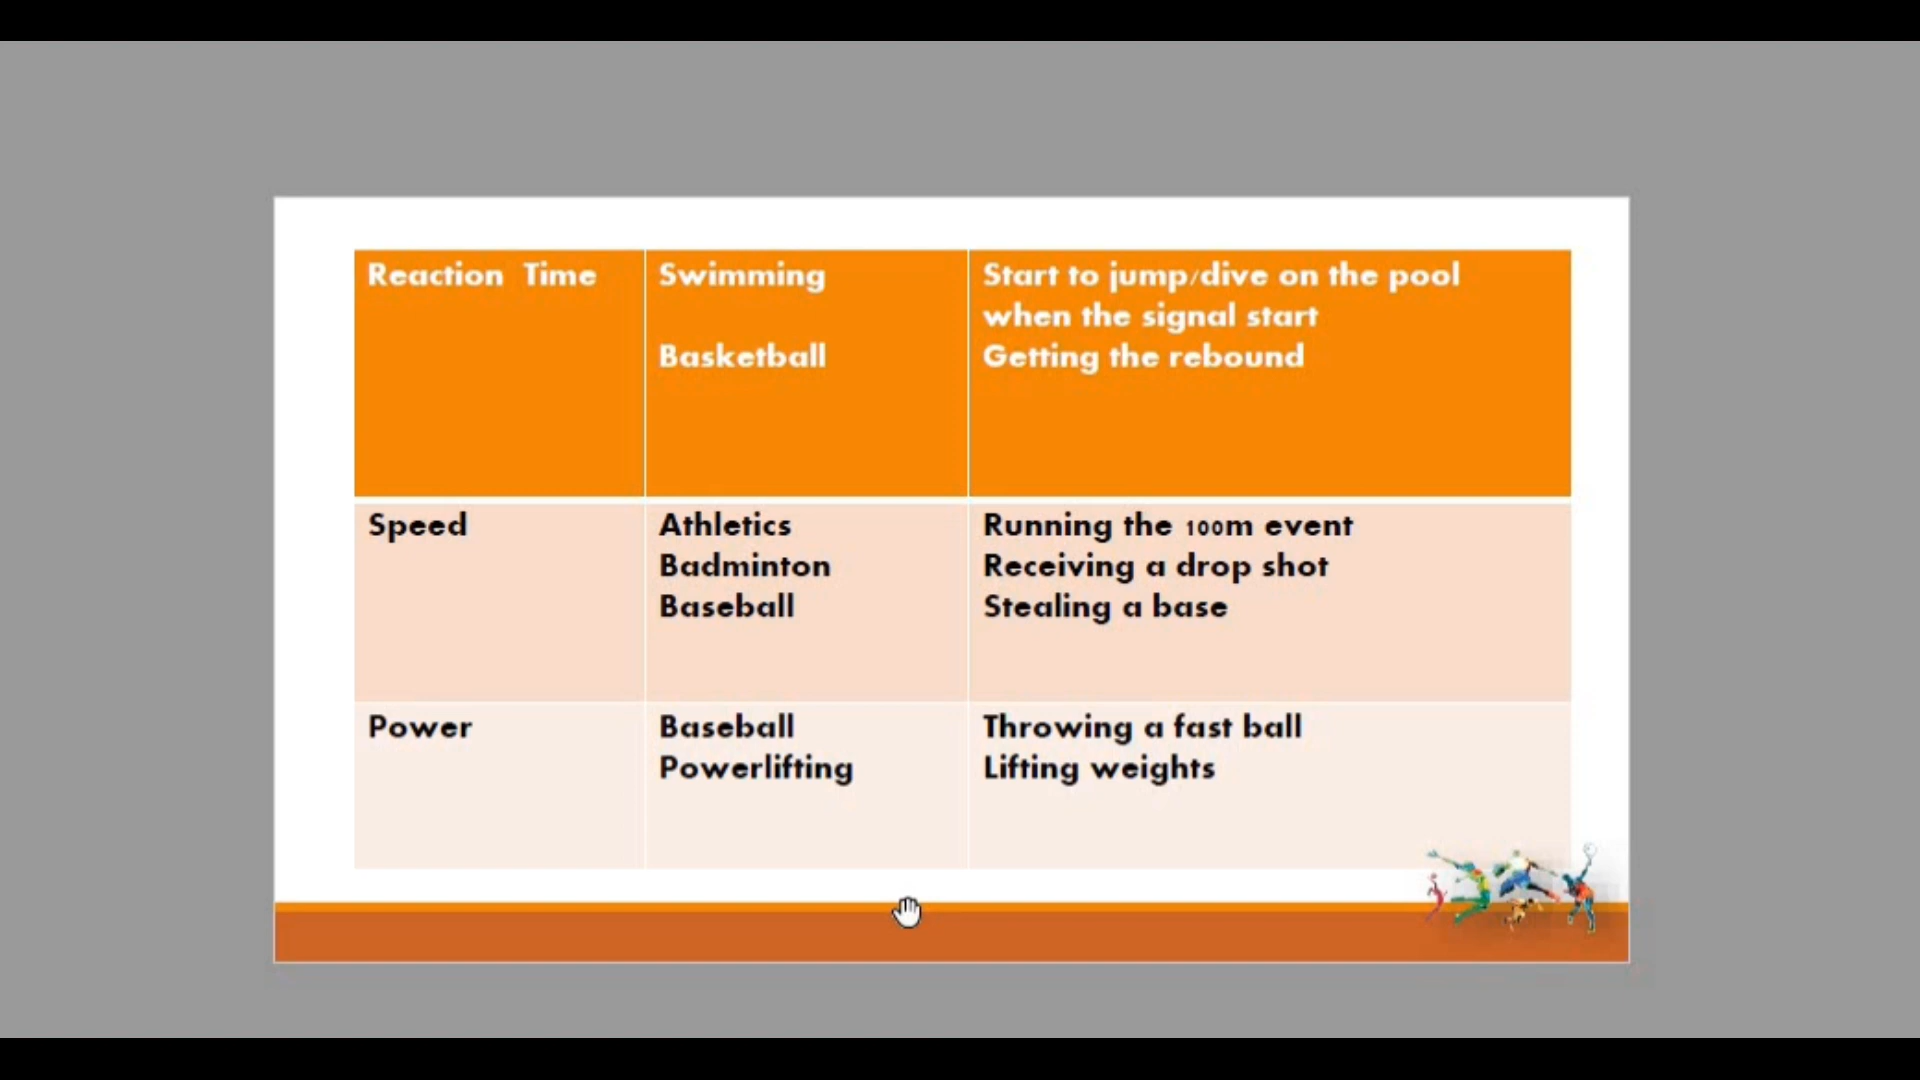 Reaction Time
Swimming
Basketball
Start to jump/dive on the pool
when the signal start
Getting the rebound
Speed
Athletics
Badminton
Baseball
Running the 100m event
Receiving a drop shot
Stealing a base
Power
Baseball
Powerlifting
Throwing a fast ball
Lifting weights